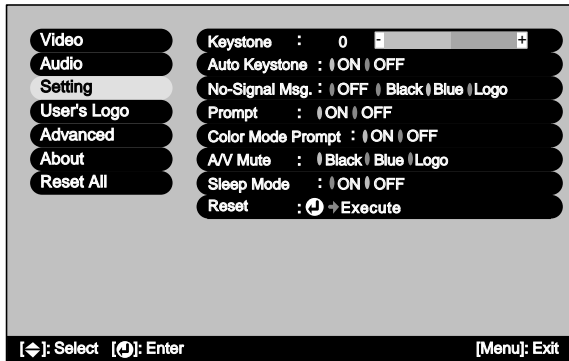 Video
Audio
Setting
User's Logo
Advanced
About
Reset All
Keystone : 0 - +
Auto Keystone : ON OFF
No-Signal Msg. : OFF Black Blue Logo
Prompt : ON OFF
Color Mode Prompt : ON OFF
A/V Mute : Black Blue Logo
Sleep Mode : ON OFF
Reset : Execute
[ ]: Select [ ]: Enter [Menu]: Exit